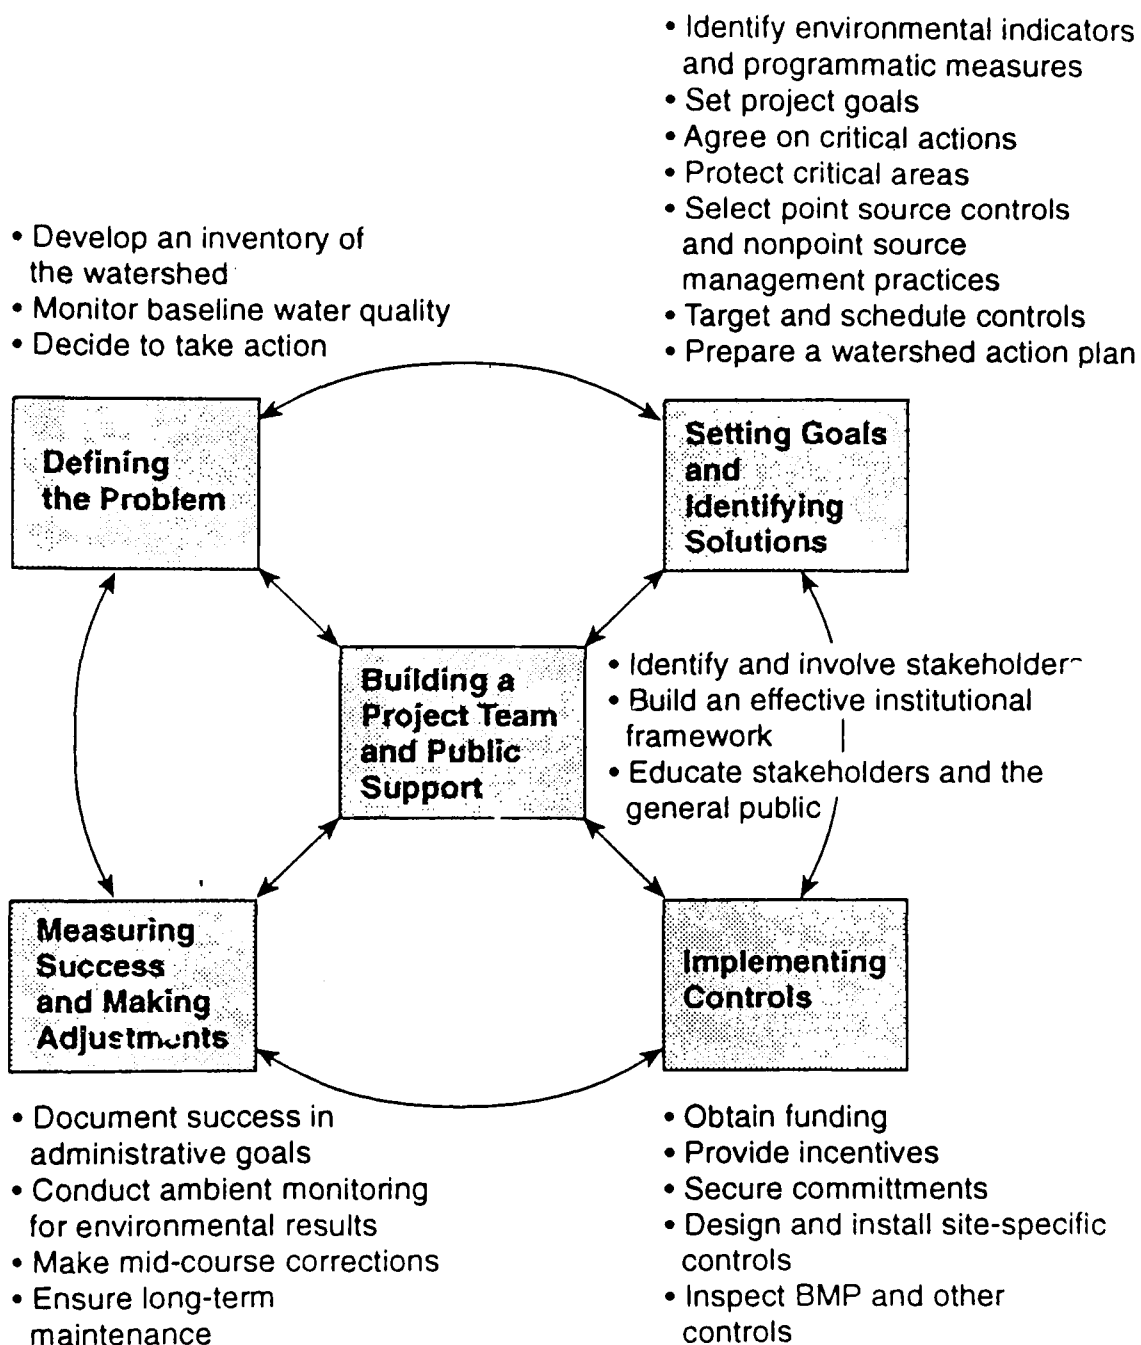 • Identify environmental indicators
and programmatic measures
• Set project goals
• Agree on critical actions
• Protect critical areas
• Select point source controls
and nonpoint source
management practices
• Target and schedule controls
• Prepare a watershed action plan
• Develop an inventory of
the watershed
• Monitor baseline water quality
• Decide to take action
Defining
the Problem
Setting Goals
and
Identifying
Solutions
Building a
Project Team
and Public
Support
• Identify and involve stakeholders
• Build an effective institutional
framework
• Educate stakeholders and the
general public
Measuring
Success
and Making
Adjustments
Implementing
Controls
• Document success in
administrative goals
• Conduct ambient monitoring
for environmental results
• Make mid-course corrections
• Ensure long-term
maintenance
• Obtain funding
• Provide incentives
• Secure committments
• Design and install site-specific
controls
• Inspect BMP and other
controls